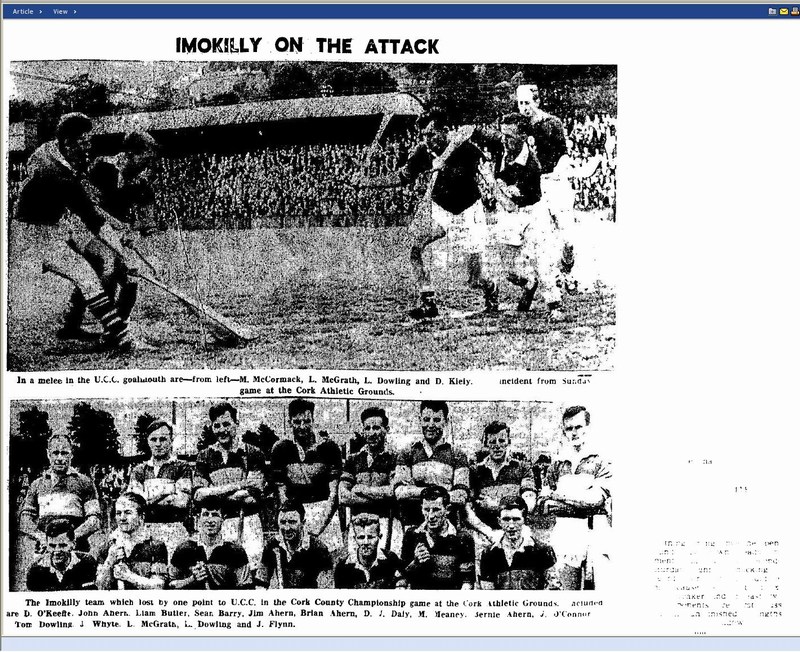 Article
View
IMOKILLY ON THE ATTACK
In a melee in the U.C.C. goalmouth are—from left—M. McCormack, L. McGrath, L. Dowling and D. Kiely. incident from Sunday
game at the Cork Athletic Grounds.
The Imokilly team which lost by one point to U.C.C. in the Cork County Championship game at the Cork Athletic Grounds.
are D. O'Keeffe, John Ahern, Liam Butler, Sean Barry, Jim Ahern, Brian Ahern, D. J. Daly, M. Meaney, Bernie Ahern, J. O'Connor
Tom Dowling, J. Whyte, L. McGrath, L. Dowling and J. Flynn.